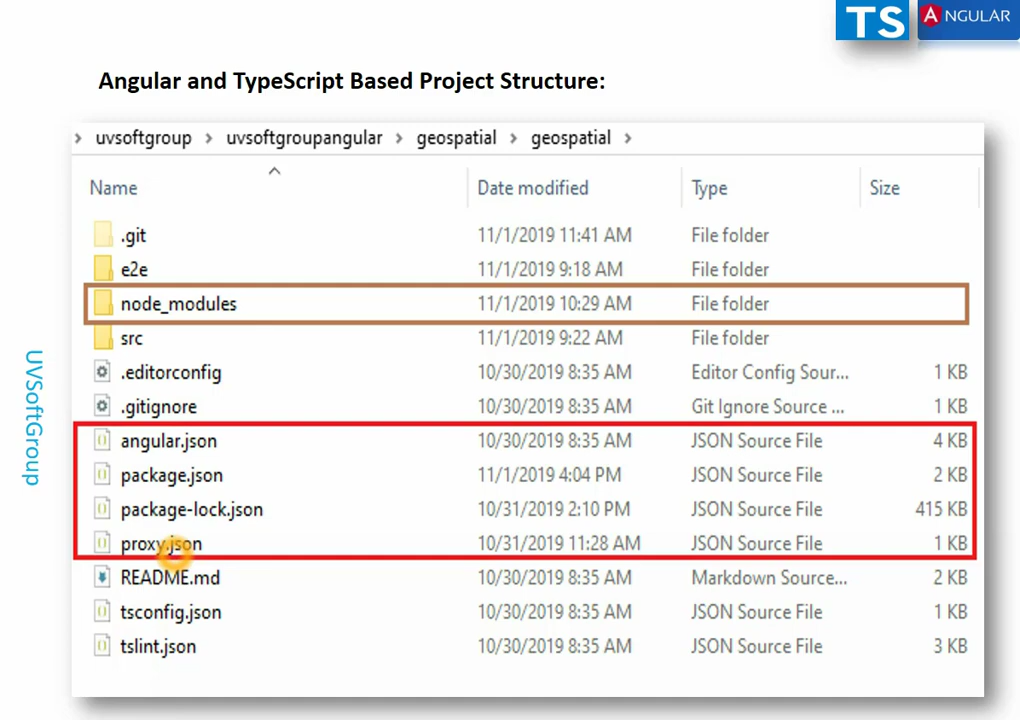 TS
A NGULAR
Angular and TypeScript Based Project Structure:
> uvsoftgroup > uvsoftgroupangular > geospatial > geospatial >
Name Date modified Type Size
.git 11/1/2019 11:41 AM File folder
e2e 11/1/2019 9:18 AM File folder
node_modules 11/1/2019 10:29 AM File folder
src 11/1/2019 9:22 AM File folder
.editorconfig 10/30/2019 8:35 AM Editor Config Sour... 1 KB
.gitignore 10/30/2019 8:35 AM Git Ignore Source ... 1 KB
angular.json 10/30/2019 8:35 AM JSON Source File 4 KB
package.json 11/1/2019 4:04 PM JSON Source File 2 KB
package-lock.json 10/31/2019 2:10 PM JSON Source File 415 KB
proxy.json 10/31/2019 11:28 AM JSON Source File 1 KB
README.md 10/30/2019 8:35 AM Markdown Source... 2 KB
tsconfig.json 10/30/2019 8:35 AM JSON Source File 1 KB
tslint.json 10/30/2019 8:35 AM JSON Source File 3 KB
UVSoftGroup